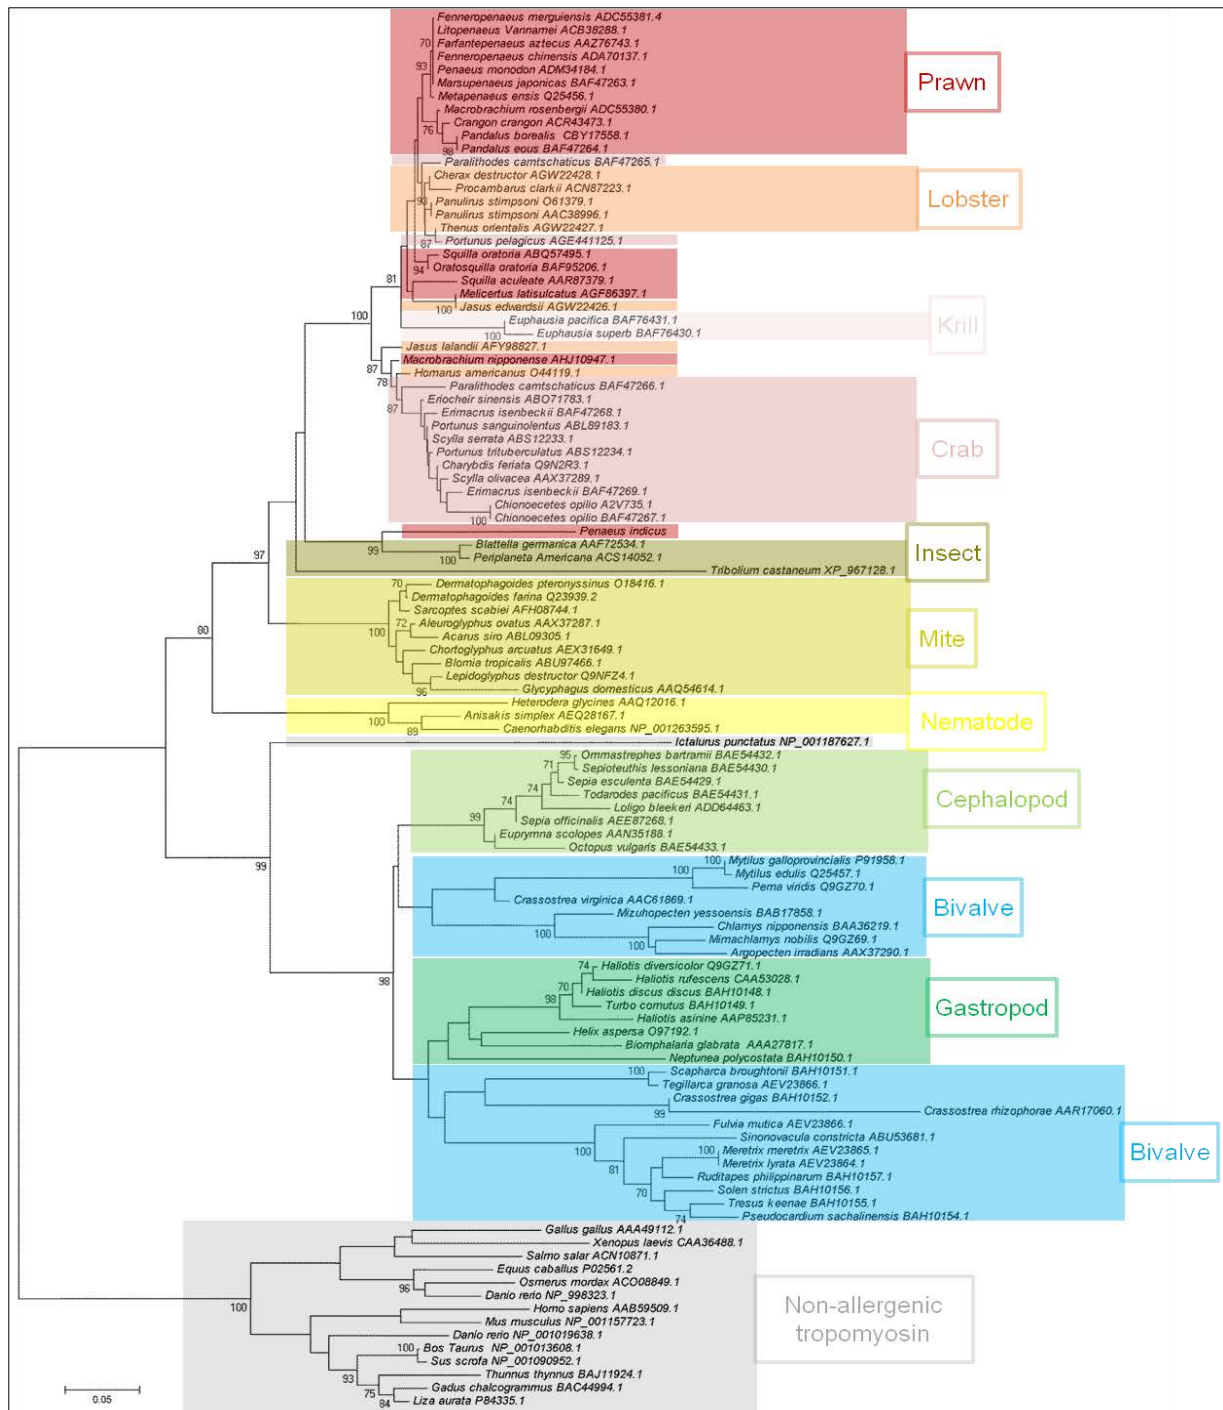 Fenneropenaeus merguiensis ADC55381.4
Litopenaeus Vannamei ACB38288.1
70
Farfantepenaeus aztecus AAZ76743.1
Fenneropenaeus chinensis ADA70137.1
93
Penaeus monodon ADM34184.1
Prawn
Marsupenaeus japonicas BAF47263.1
Metapenaeus ensis Q25456.1
Macrobrachium rosenbergii ADC55380.1
Crangon crangon ACR43473.1
76
Pandalus borealis CBY17558.1
Pandalus eous BAF47264.1
98
Paralithodes camtschaticus BAF47265.1
Cherax destructor AGW22428.1
Procambarus clarkii ACN87223.1
93
Panulirus stimpsoni O61379.1
Lobster
Panulirus stimpsoni AAC38996.1
Thenus orientalis AGW22427.1
87
Portunus pelagicus AGE441125.1
Squilla oratoria ABQ57495.1
94
Oratosquilla oratoria BAF95206.1
81
Squilla aculeate AAR87379.1
Melicertus latisulcatus AGF86397.1
100
Jasus edwardsii AGW22426.1
100
Euphausia pacifica BAF76431.1
Krill
100
Euphausia superb BAF76430.1
Jasus lalandii AFY98827.1
87
Macrobrachium nipponense AHJ10947.1
78
Homarus americanus O44119.1
Paralithodes camtschaticus BAF47266.1
87
Eriocheir sinensis ABO71783.1
Erimacrus isenbeckii BAF47268.1
Portunus sanguinolentus ABL89183.1
Scylla serrata ABS12233.1
Crab
Portunus trituberculatus ABS12234.1
Charybdis feriata Q9N2R3.1
Scylla olivacea AAX37289.1
Erimacrus isenbeckii BAF47269.1
Chionoecetes opilio A2V735.1
100
Chionoecetes opilio BAF47267.1
Penaeus indicus
99
Blattella germanica AAF72534.1
Insect
100
Periplaneta Americana ACS14052.1
97
Tribolium castaneum XP_967128.1
70
Dermatophagoides pteronyssinus O18416.1
Dermatophagoides farina Q23939.2
Sarcoptes scabiei AFH08744.1
100
72
Aleuroglyphus ovatus AAX37287.1
Acarus siro ABL09305.1
Mite
80
Chortoglyphus arcuatus AEX31649.1
Blomia tropicalis ABU97466.1
Lepidoglyphus destructor Q9NFZ4.1
96
Glycyphagus domesticus AAQ54614.1
Heterodera glycines AAQ12016.1
100
Anisakis simplex AEQ28167.1
Nematode
89
Caenorhabditis elegans NP_001263595.1
Ictalurus punctatus NP_001187627.1
95
Ommastrephes bartramii BAE54432.1
71
Sepioteuthis lessoniana BAE54430.1
Sepia esculenta BAE54429.1
74
Todarodes pacificus BAE54431.1
Cephalopod
74
Loligo bleekeri ADD64463.1
Sepia officinalis AEE87268.1
99
Euprymna scolopes AAN35188.1
Octopus vulgaris BAE54433.1
99
100
Mytilus galloprovincialis P91958.1
100
Mytilus edulis Q25457.1
Perna viridis Q9GZ70.1
Crassostrea virginica AAC61869.1
Bivalve
Mizuhopecten yessoensis BAB17858.1
100
Chlamys nipponensis BAA36219.1
100
Mimachlamys nobilis Q9GZ69.1
Argopecten irradians AAX37290.1
98
74
Haliotis diversicolor Q9GZ71.1
Haliotis rufescens CAA53028.1
70
Haliotis discus discus BAH10148.1
98
Turbo cornutus BAH10149.1
Gastropod
Haliotis asinine AAP85231.1
Helix aspersa O97192.1
Biomphalaria glabrata AAA27817.1
Neptunea polycostata BAH10150.1
100
Scapharca broughtonii BAH10151.1
Tegillarca granosa AEV23866.1
Crassostrea gigas BAH10152.1
99
Crassostrea rhizophorae AAR17060.1
Fulvia mutica AEV23866.1
100
Sinonovacula constricta ABU53681.1
100
Meretrix meretrix AEV23865.1
Bivalve
81
Meretrix lyrata AEV23864.1
70
Ruditapes philippinarum BAH10157.1
Solen strictus BAH10156.1
Tresus keenae BAH10155.1
74
Pseudocardium sachalinensis BAH10154.1
Gallus gallus AAA49112.1
Xenopus laevis CAA36488.1
Salmo salar ACN10871.1
Equus caballus P02561.2
96
Osmerus mordax ACO08849.1
Danio rerio NP_998323.1
100
Homo sapiens AAB59509.1
Non-allergenic
tropomyosin
Mus musculus NP_001157723.1
Danio rerio NP_001019638.1
100
Bos Taurus NP_001013608.1
Sus scrofa NP_001090952.1
93
Thunnus thynnus BAJ11924.1
75
Gadus chalcogrammus BAC44994.1
84
Liza aurata P84335.1
0.05